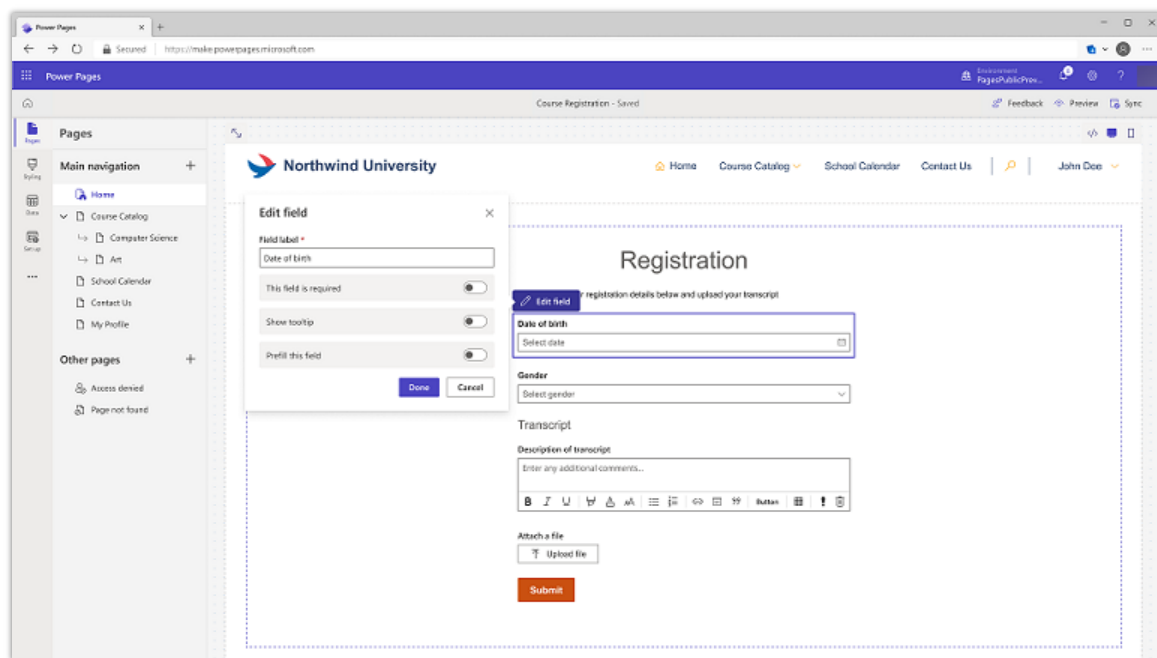 Power Pages
Secured https://make.powerpages.microsoft.com
Power Pages
Environment
PagesPublicPrev...
Course Registration - Saved
Feedback Preview Sync
Pages
Styling
Data
Set up
Pages
Main navigation
Home
Course Catalog
Computer Science
Art
School Calendar
Contact Us
My Profile
Other pages
Access denied
Page not found
Northwind University
Home Course Catalog School Calendar Contact Us John Doe
Edit field
Field label *
Date of birth
This field is required
Show tooltip
Prefill this field
Done Cancel
Registration
r registration details below and upload your transcript
Edit field
Date of birth
Select date
Gender
Select gender
Transcript
Description of transcript
Enter any additional comments...
B I U Button
Attach a file
Upload file
Submit